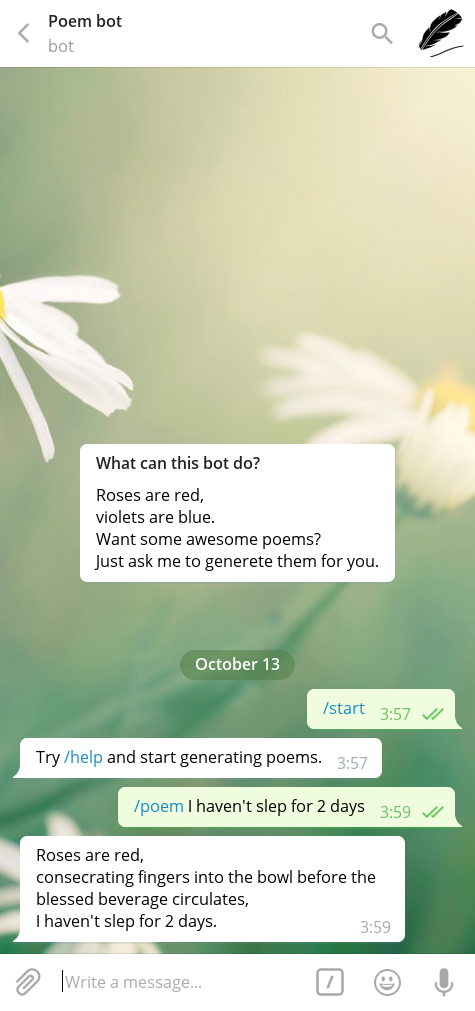 Poem bot
bot
What can this bot do?
Roses are red,
violets are blue.
Want some awesome poems?
Just ask me to generete them for you.
October 13
/start 3:57
Try /help and start generating poems. 3:57
/poem I haven't slep for 2 days 3:59
Roses are red,
consecrating fingers into the bowl before the
blessed beverage circulates,
I haven't slep for 2 days. 3:59
Write a message...